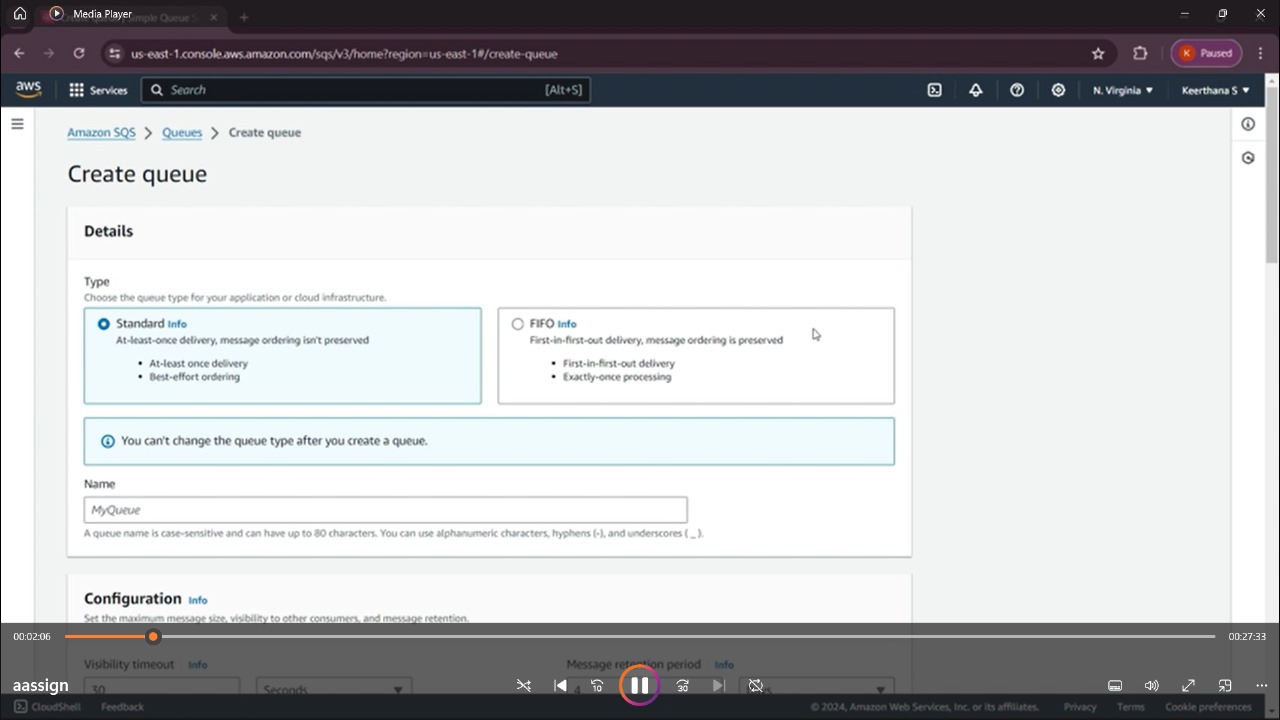 Media Player
us-east-1.console.aws.amazon.com/sqs/v3/home?region=us-east-1#/create-queue
K Paused
aws Services Search [Alt+S] N. Virginia Keerthana S
Amazon SQS > Queues > Create queue
Create queue
Details
Type
Choose the queue type for your application or cloud infrastructure.
Standard Info
At-least-once delivery, message ordering isn't preserved
• At-least once delivery
• Best-effort ordering
FIFO Info
First-in-first-out delivery, message ordering is preserved
• First-in-first-out delivery
• Exactly-once processing
You can't change the queue type after you create a queue.
Name
MyQueue
A queue name is case-sensitive and can have up to 80 characters. You can use alphanumeric characters, hyphens (-), and underscores ( _ ).
Configuration Info
Set the maximum message size, visibility to other consumers, and message retention.
00:02:06 00:27:33
Visibility timeout Info
Message retention period Info
30 Seconds
4
aassign
10 30
CloudShell Feedback © 2024, Amazon Web Services, Inc. or its affiliates. Privacy Terms Cookie preferences